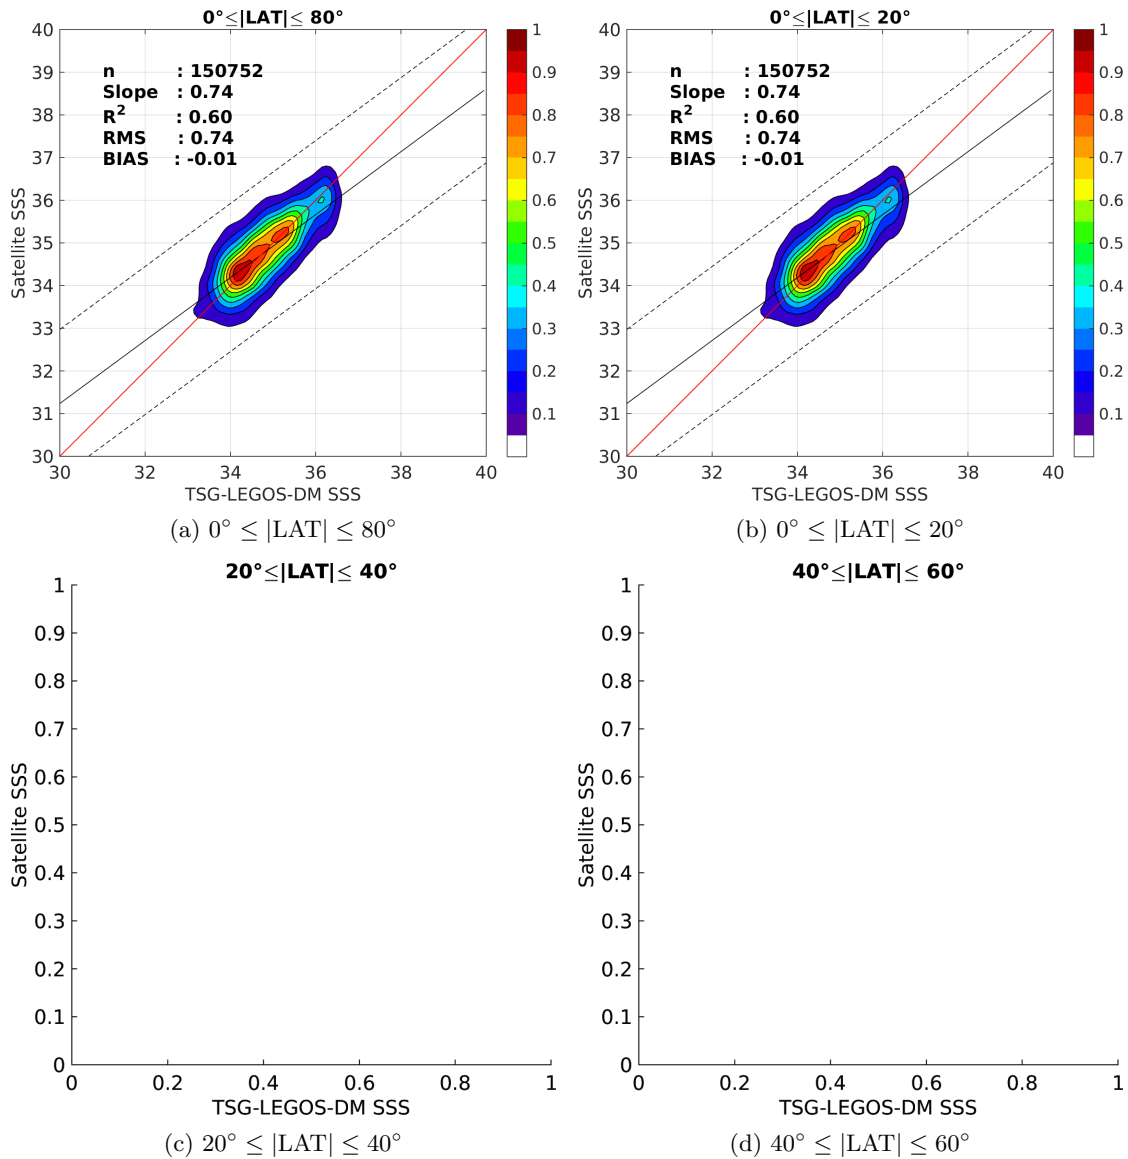 0°≤|LAT|≤ 80°
40
39
38
37
36
35
34
33
32
31
30
30 32 34 36 38 40
Satellite SSS
TSG-LEGOS-DM SSS
n : 150752
Slope : 0.74
R² : 0.60
RMS : 0.74
BIAS : -0.01
1
0.9
0.8
0.7
0.6
0.5
0.4
0.3
0.2
0.1
(a) 0° ≤ |LAT| ≤ 80°
0°≤|LAT|≤ 20°
40
39
38
37
36
35
34
33
32
31
30
30 32 34 36 38 40
Satellite SSS
TSG-LEGOS-DM SSS
n : 150752
Slope : 0.74
R² : 0.60
RMS : 0.74
BIAS : -0.01
1
0.9
0.8
0.7
0.6
0.5
0.4
0.3
0.2
0.1
(b) 0° ≤ |LAT| ≤ 20°
20°≤|LAT|≤ 40°
1
0.9
0.8
0.7
0.6
0.5
0.4
0.3
0.2
0.1
0
0 0.2 0.4 0.6 0.8 1
Satellite SSS
TSG-LEGOS-DM SSS
(c) 20° ≤ |LAT| ≤ 40°
40°≤|LAT|≤ 60°
1
0.9
0.8
0.7
0.6
0.5
0.4
0.3
0.2
0.1
0
0 0.2 0.4 0.6 0.8 1
Satellite SSS
TSG-LEGOS-DM SSS
(d) 40° ≤ |LAT| ≤ 60°